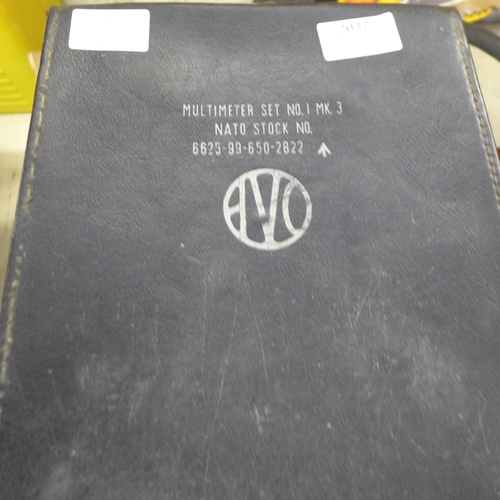 MULTIMETER SET NO. 1 MK. 3
NATO STOCK NO.
6625-99-650-2822
AVO